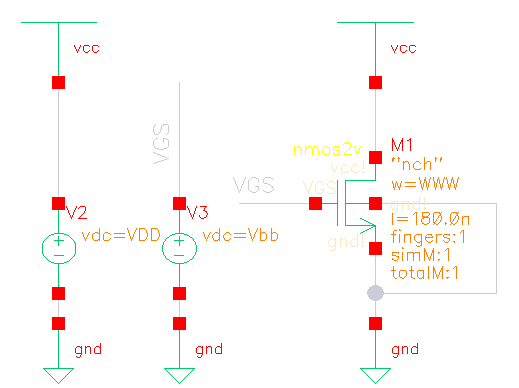 vcc
vcc
VGS
M1
nmos2v
"nch"
vcc!
VGS
VGS
w=WWW
gnd!
V2
V3
l=180.0n
vdc=VDD
vdc=Vbb
gnd!
fingers:1
simM:1
totalM:1
gnd
gnd
gnd